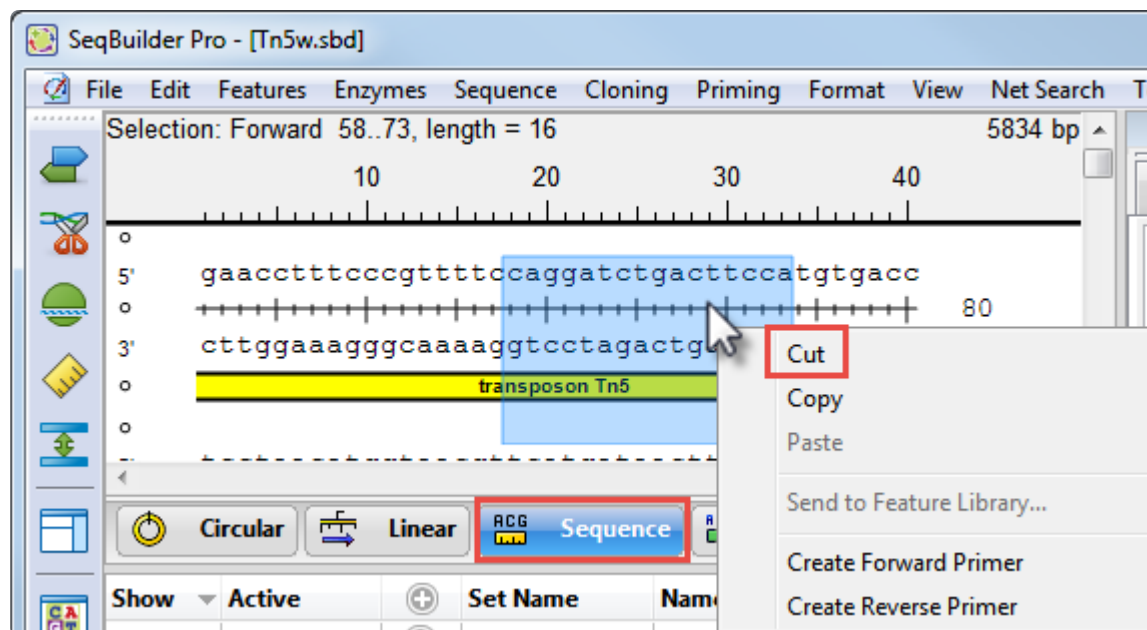 SeqBuilder Pro - [Tn5w.sbd]
File Edit Features Enzymes Sequence Cloning Priming Format View Net Search T
Selection: Forward 58..73, length = 16 5834 bp
10 20 30 40
5' gaacctttcccgttttccaggatctgacttccatgtgacc
80
3' cttggaaagggcaaaaggtcctagactg
transposon Tn5
Cut
Copy
Paste
Send to Feature Library...
Create Forward Primer
Create Reverse Primer
Circular Linear ACG Sequence
Show Active Set Name Nam